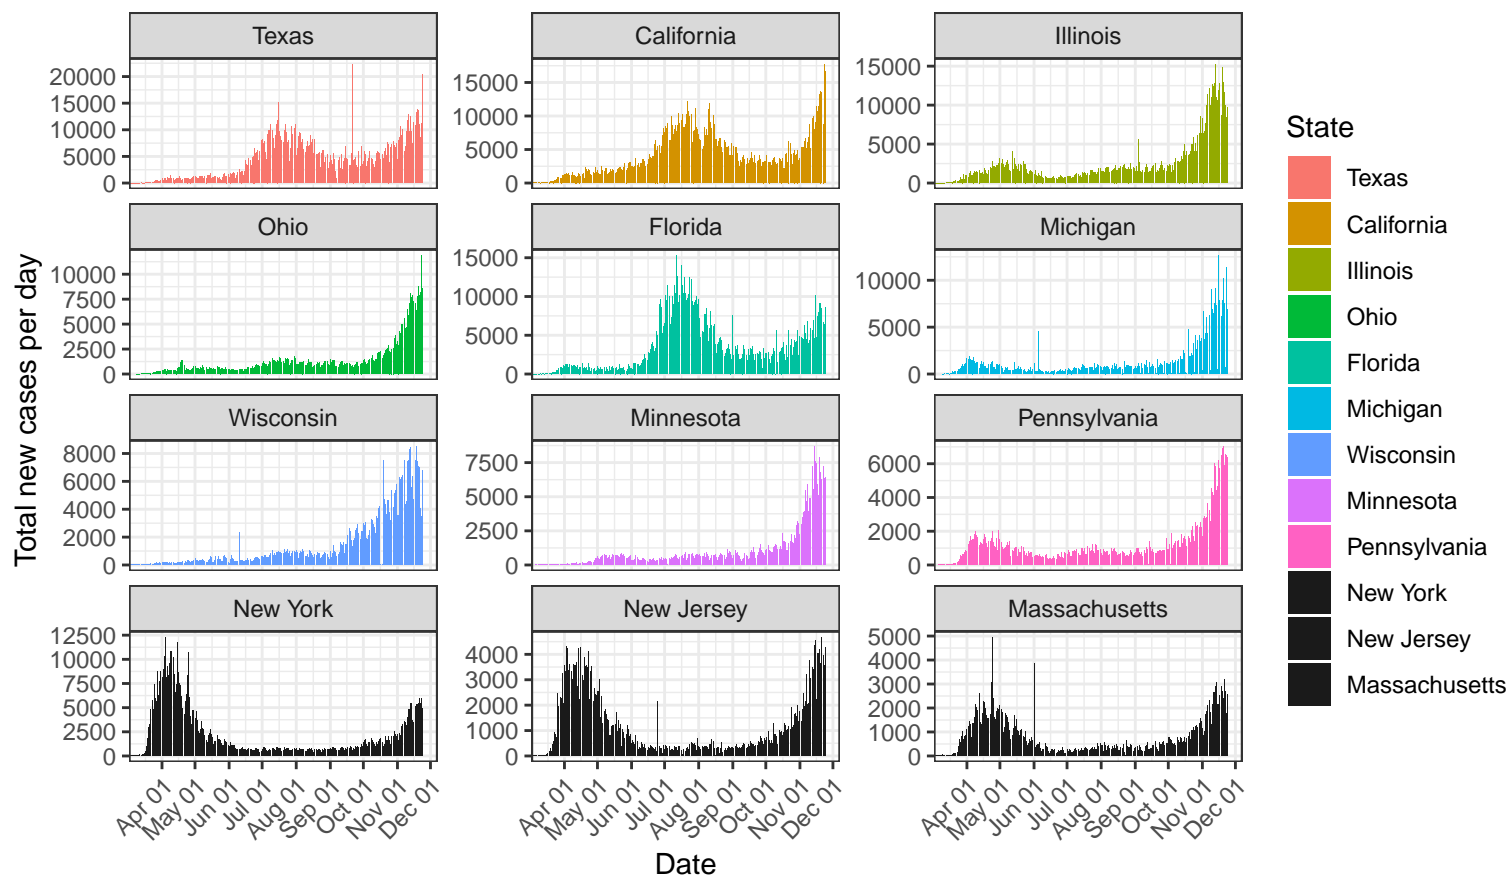 Texas
California
Illinois
20000
15000
10000
5000
0
15000
10000
5000
0
15000
10000
5000
0
Ohio
Florida
Michigan
10000
7500
5000
2500
0
15000
10000
5000
0
10000
5000
0
Wisconsin
Minnesota
Pennsylvania
8000
6000
4000
2000
0
7500
5000
2500
0
6000
4000
2000
0
New York
New Jersey
Massachusetts
12500
10000
7500
5000
2500
0
4000
3000
2000
1000
0
5000
4000
3000
2000
1000
0
Apr 01
May 01
Jun 01
Jul 01
Aug 01
Sep 01
Oct 01
Nov 01
Dec 01
Apr 01
May 01
Jun 01
Jul 01
Aug 01
Sep 01
Oct 01
Nov 01
Dec 01
Apr 01
May 01
Jun 01
Jul 01
Aug 01
Sep 01
Oct 01
Nov 01
Dec 01
Date
Total new cases per day
State
Texas
California
Illinois
Ohio
Florida
Michigan
Wisconsin
Minnesota
Pennsylvania
New York
New Jersey
Massachusetts